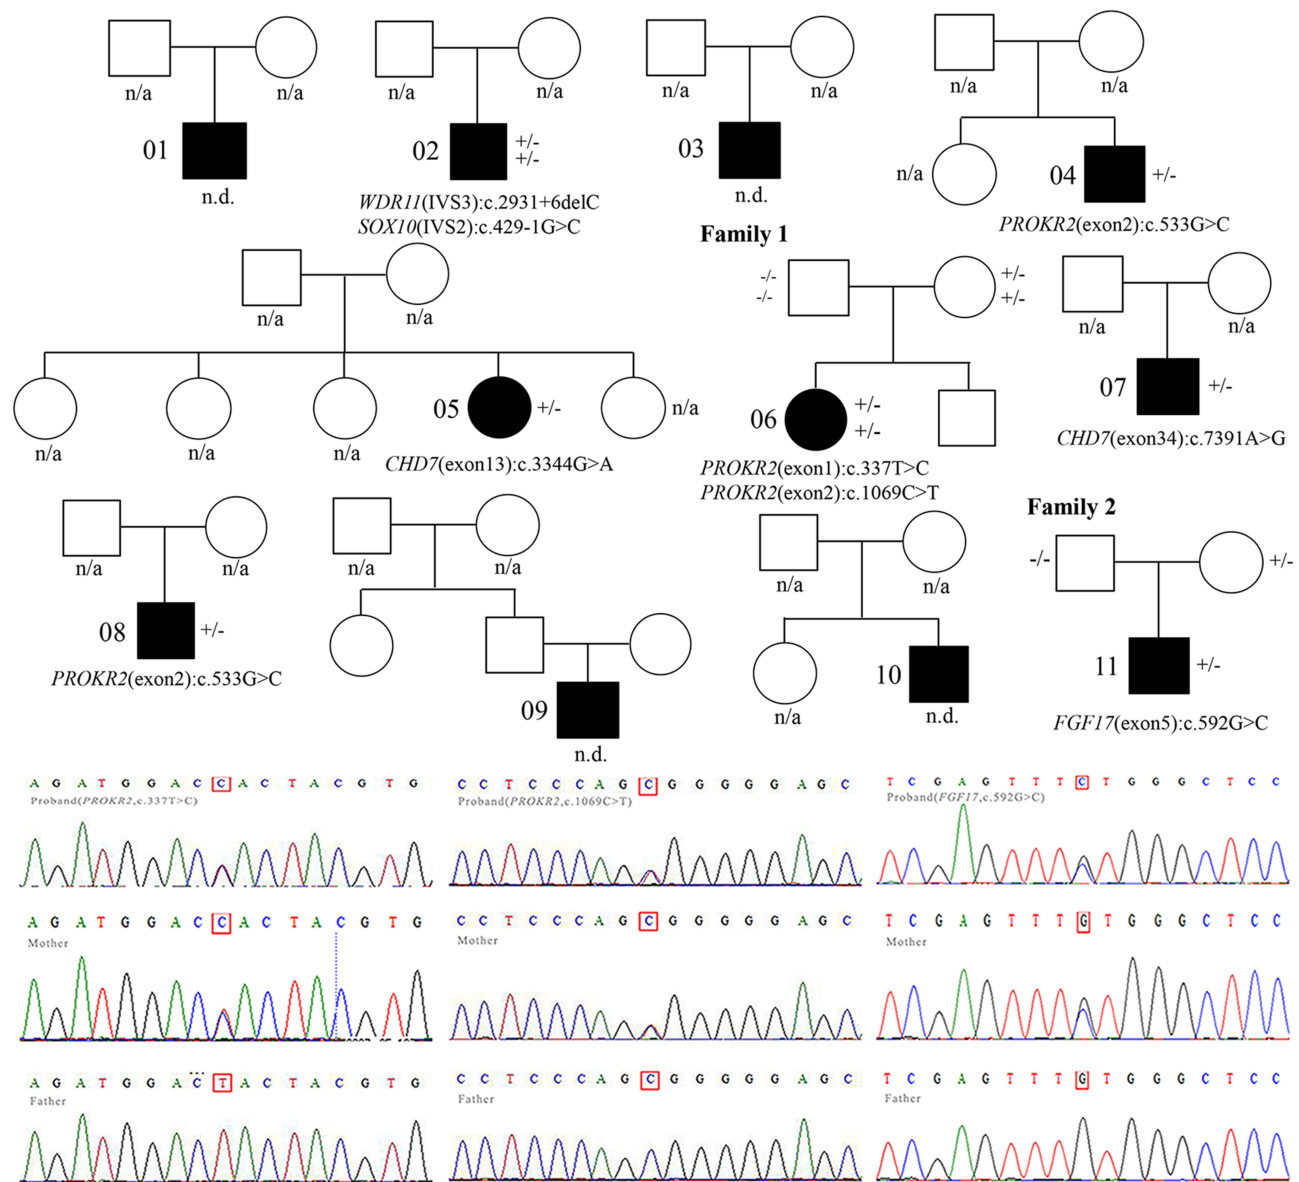 n/a
n/a
n/a
n/a
n/a
n/a
n/a
n/a
01
n.d.
02
+/-
+/-
03
n.d.
n/a
04
+/-
WDR11(IVS3):c.2931+6delC
SOX10(IVS2):c.429-1G>C
PROKR2(exon2):c.533G>C
Family 1
n/a
n/a
-/-
-/-
+/-
+/-
n/a
n/a
n/a
n/a
n/a
05
+/-
n/a
CHD7(exon13):c.3344G>A
06
+/-
+/-
PROKR2(exon1):c.337T>C
PROKR2(exon2):c.1069C>T
07
+/-
CHD7(exon34):c.7391A>G
Family 2
n/a
n/a
n/a
n/a
n/a
n/a
-/-
+/-
08
+/-
PROKR2(exon2):c.533G>C
09
n.d.
n/a
10
n.d.
11
+/-
FGF17(exon5):c.592G>C
A G A T G G A C C A C T A C G T G
Proband(PROKR2,c.337T>C)
C C T C C C A G C G G G G G A G C
Proband(PROKR2,c.1069C>T)
T C G A G T T T C T G G G C T C C
Proband(FGF17,c.592G>C)
A G A T G G A C C A C T A C G T G
Mother
C C T C C C A G C G G G G G A G C
Mother
T C G A G T T T G T G G G C T C C
Mother
A G A T G G A C T A C T A C G T G
Father
C C T C C C A G C G G G G G A G C
Father
T C G A G T T T G T G G G C T C C
Father